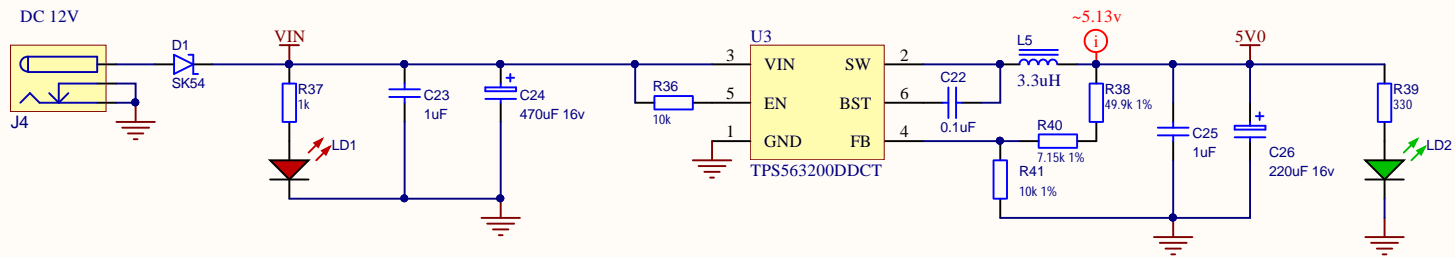 DC 12V
J4
D1
SK54
VIN
R37
1k
LD1
C23
1uF
C24
470uF 16v
R36
10k
U3
3
VIN
5
EN
1
GND
SW
2
BST
6
FB
4
TPS563200DDCT
C22
0.1uF
L5
3.3uH
~5.13v
i
R38
49.9k 1%
R40
7.15k 1%
R41
10k 1%
C25
1uF
5V0
C26
220uF 16v
R39
330
LD2